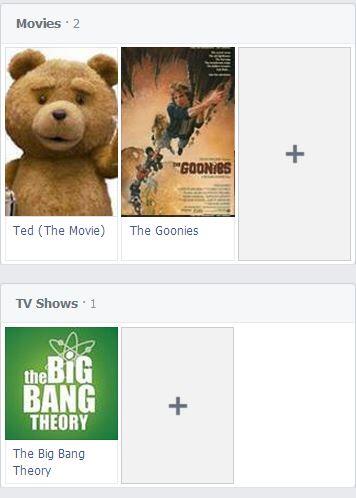 Movies · 2
THE GOONIES
Ted (The Movie)
The Goonies
TV Shows · 1
the BIG
BANG
THEORY
The Big Bang
Theory